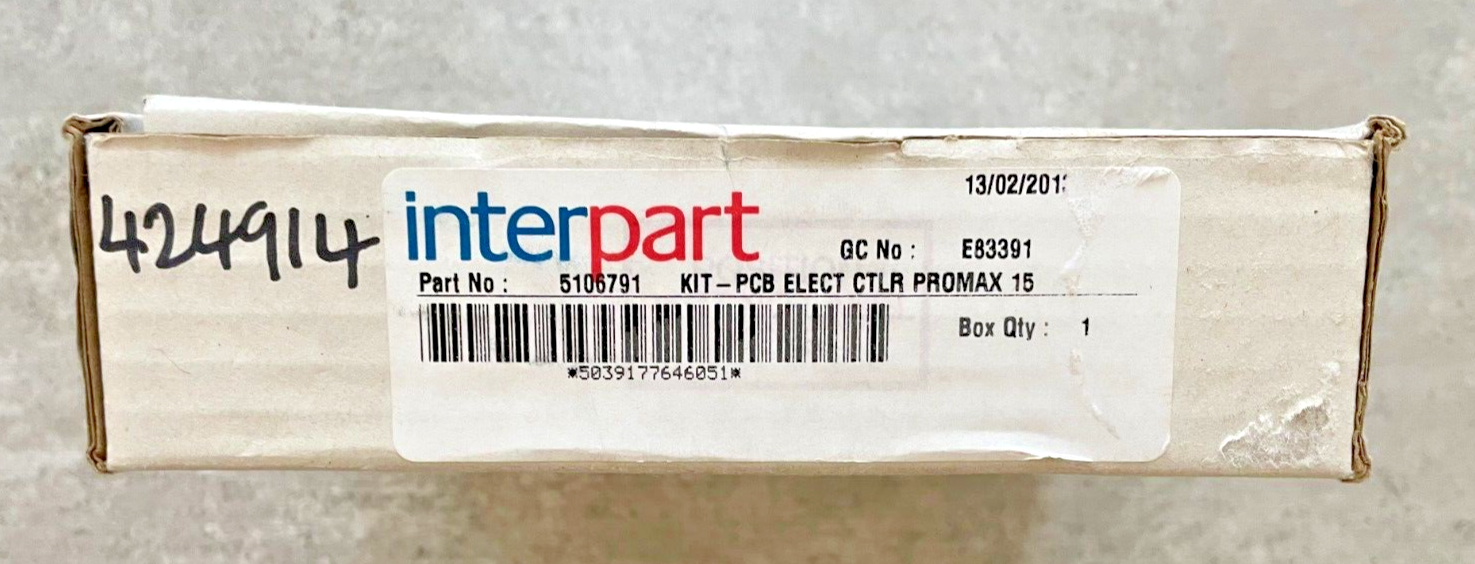 424914
interpart
13/02/201
GC No : E83391
Part No : 5106791 KIT-PCB ELECT CTLR PROMAX 15
Box Qty : 1
*5039177646051*